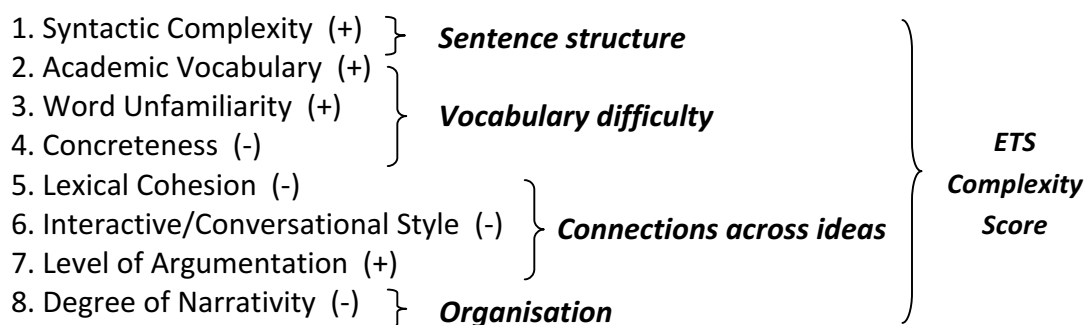 1. Syntactic Complexity (+)
Sentence structure
2. Academic Vocabulary (+)
3. Word Unfamiliarity (+)
Vocabulary difficulty
4. Concreteness (-)
5. Lexical Cohesion (-)
6. Interactive/Conversational Style (-)
Connections across ideas
7. Level of Argumentation (+)
8. Degree of Narrativity (-)
Organisation
ETS
Complexity
Score